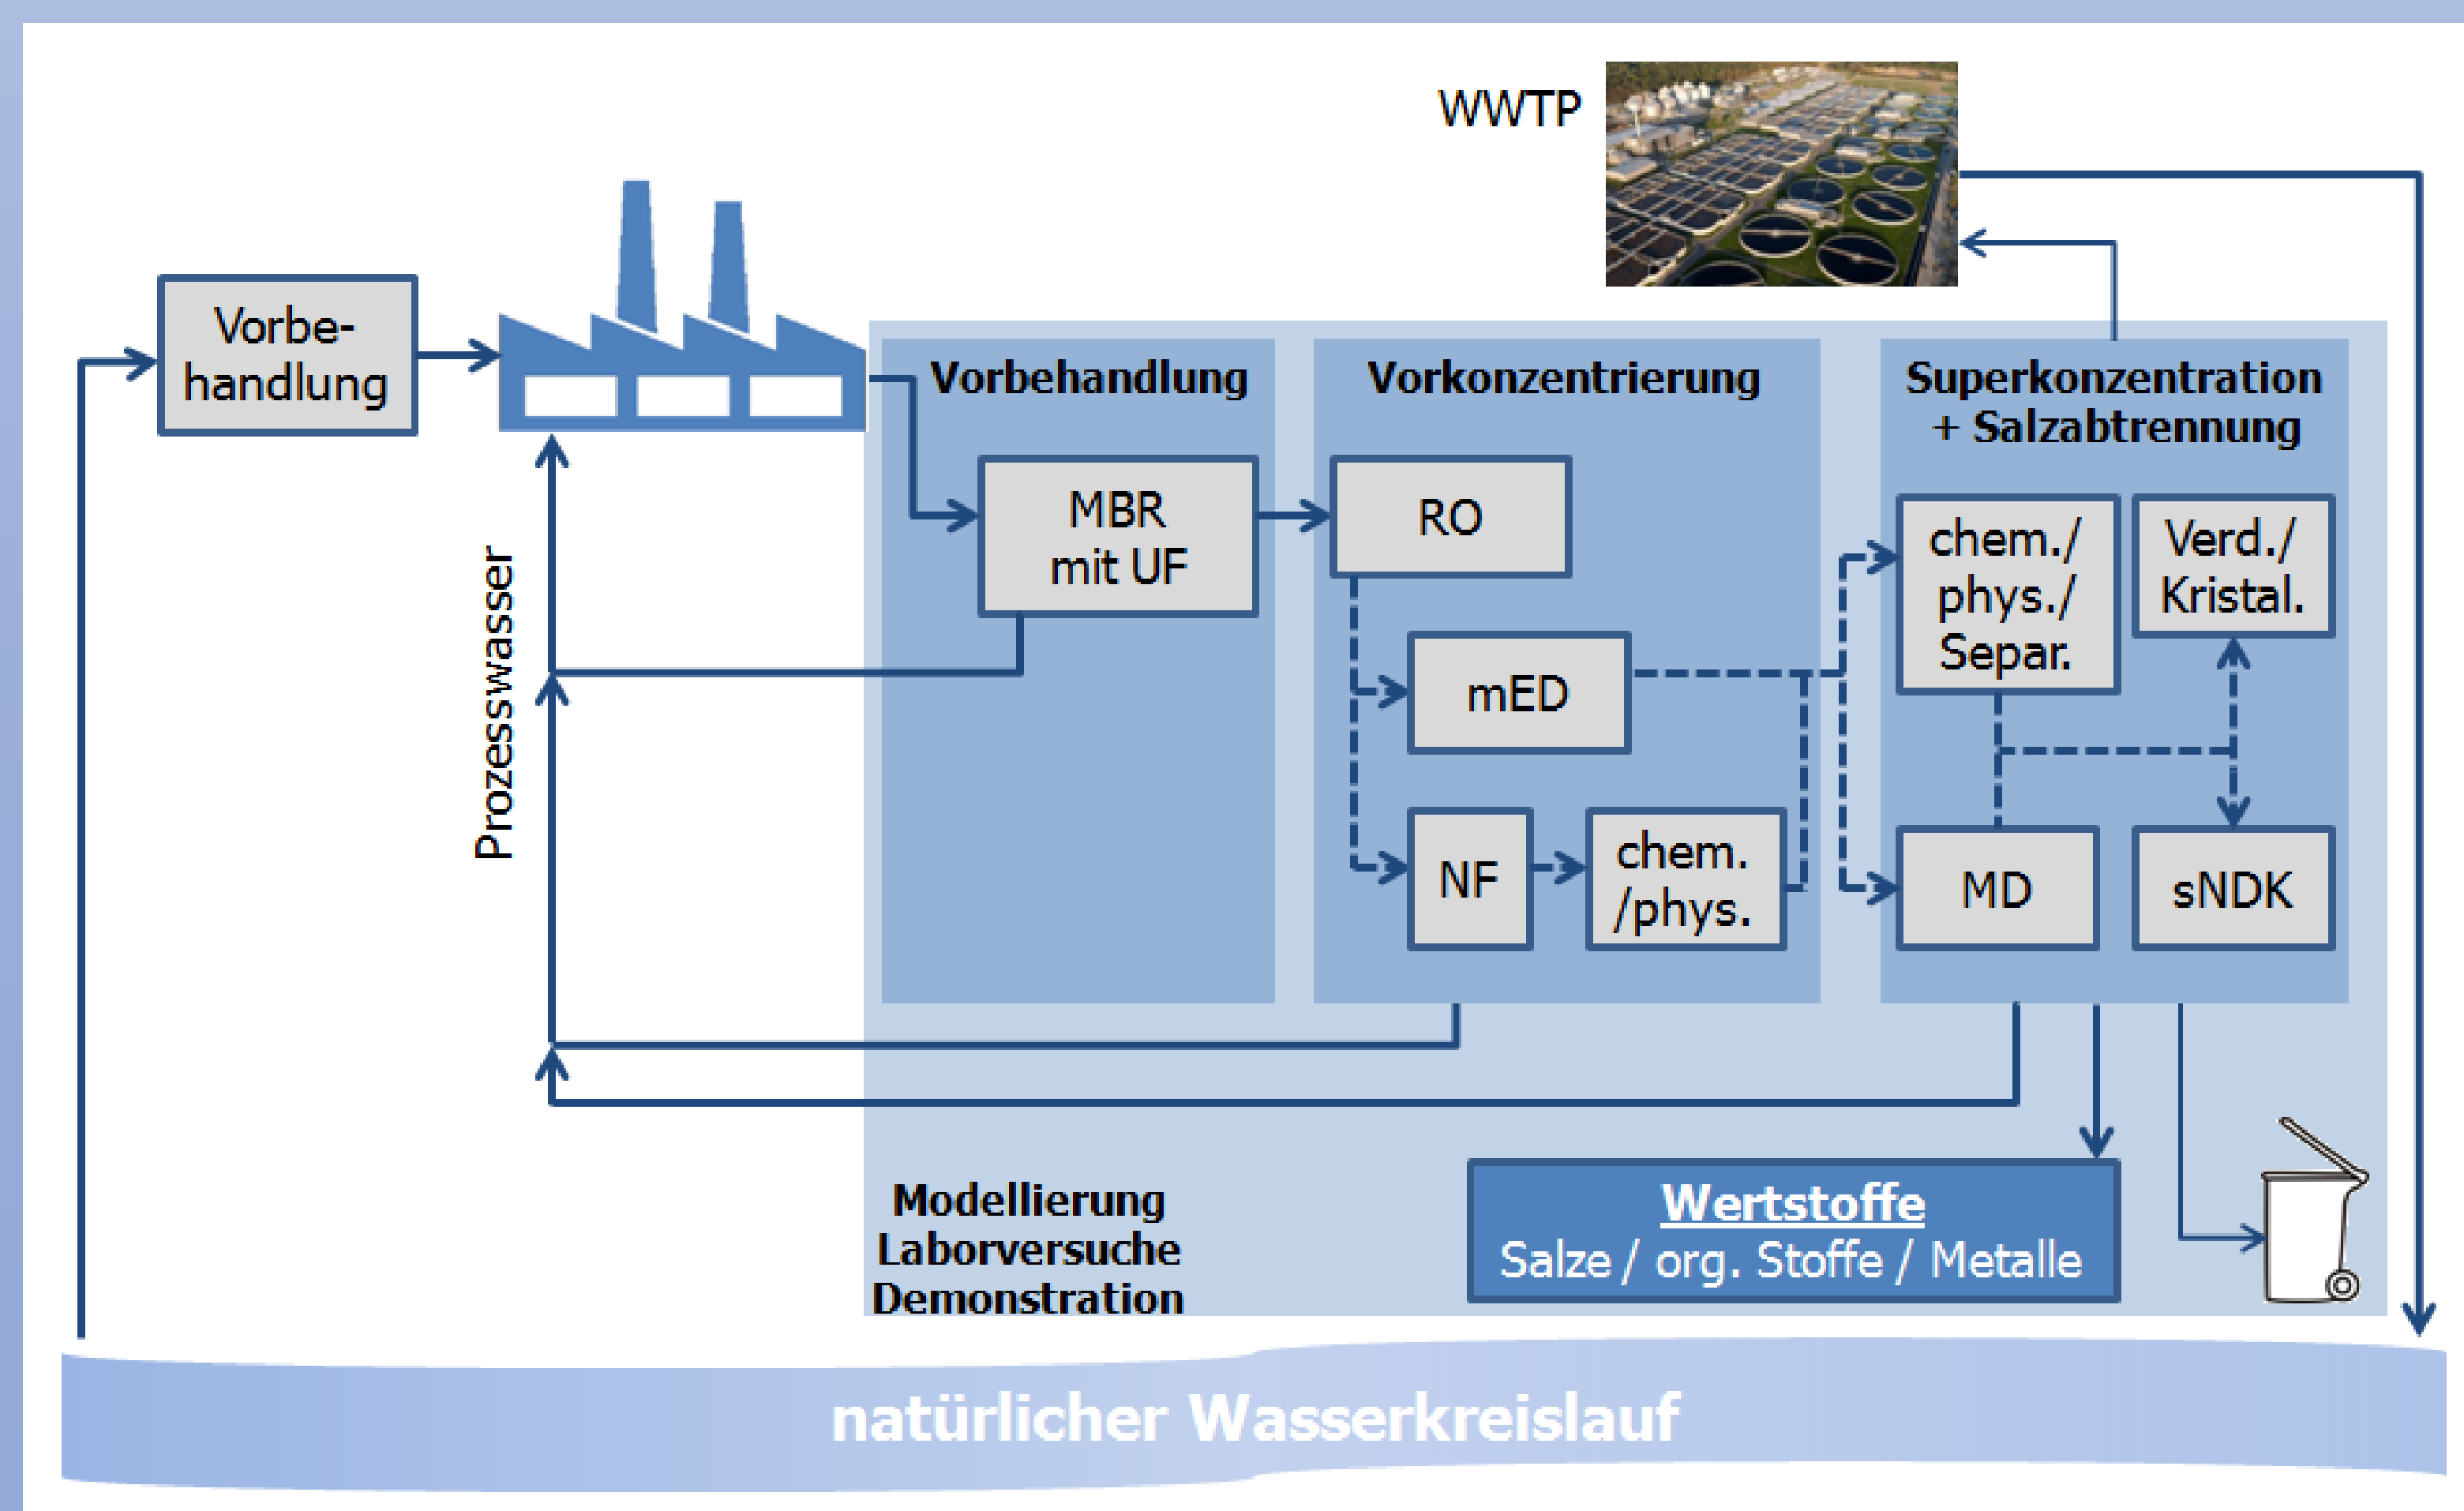 WWTP
Vorbe-
handlung
Vorbehandlung
Vorkonzentrierung
Superkonzentration
+ Salzabtrennung
MBR
mit UF
RO
mED
NF
chem.
/phys.
chem./
phys./
Separ.
Verd./
Kristal.
MD
sNDK
Prozesswasser
Modellierung
Laborversuche
Demonstration
Wertstoffe
Salze / org. Stoffe / Metalle
natürlicher Wasserkreislauf